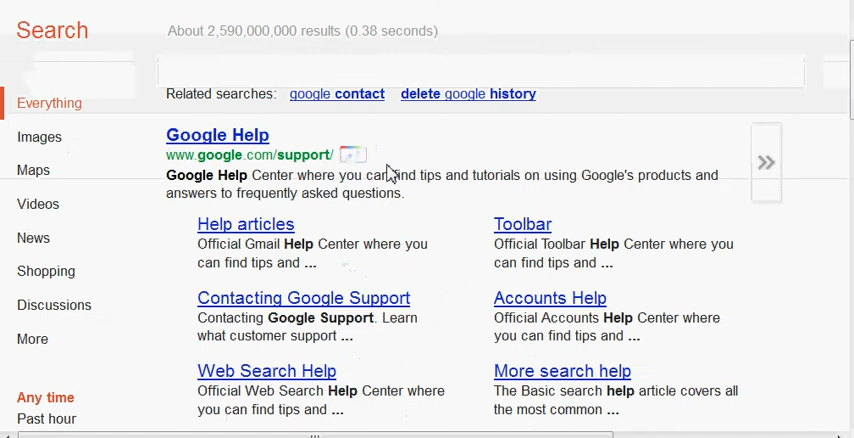 Search
About 2,590,000,000 results (0.38 seconds)
Related searches: google contact delete google history
Everything
Images
Maps
Videos
News
Shopping
Discussions
More
Any time
Past hour
Google Help
www.google.com/support/
Google Help Center where you can find tips and tutorials on using Google's products and
answers to frequently asked questions.
Help articles
Official Gmail Help Center where you
can find tips and ...
Toolbar
Official Toolbar Help Center where you
can find tips and ...
Contacting Google Support
Contacting Google Support. Learn
what customer support ...
Accounts Help
Official Accounts Help Center where
you can find tips and ...
Web Search Help
Official Web Search Help Center where
you can find tips and ...
More search help
The Basic search help article covers all
the most common ...